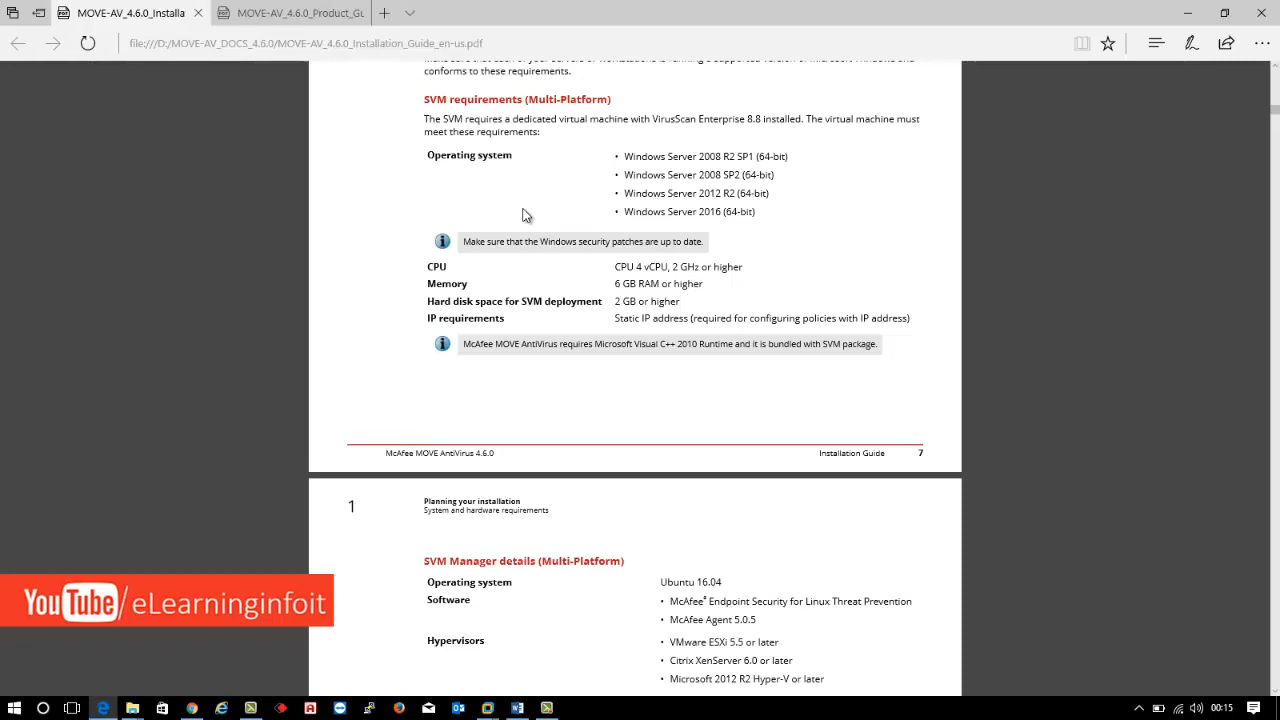 MOVE-AV_4.6.0_Installa
MOVE-AV_4.6.0_Product_Gu
file:///D:/MOVE-AV_DOCS_4.6.0/MOVE-AV_4.6.0_Installation_Guide_en-us.pdf
conforms to these requirements.
SVM requirements (Multi-Platform)
The SVM requires a dedicated virtual machine with VirusScan Enterprise 8.8 installed. The virtual machine must
meet these requirements:
Operating system
• Windows Server 2008 R2 SP1 (64-bit)
• Windows Server 2008 SP2 (64-bit)
• Windows Server 2012 R2 (64-bit)
• Windows Server 2016 (64-bit)
Make sure that the Windows security patches are up to date.
CPU CPU 4 vCPU, 2 GHz or higher
Memory 6 GB RAM or higher
Hard disk space for SVM deployment 2 GB or higher
IP requirements Static IP address (required for configuring policies with IP address)
McAfee MOVE AntiVirus requires Microsoft Visual C++ 2010 Runtime and it is bundled with SVM package.
McAfee MOVE AntiVirus 4.6.0 Installation Guide 7
1 Planning your installation
System and hardware requirements
SVM Manager details (Multi-Platform)
Operating system Ubuntu 16.04
Software • McAfee® Endpoint Security for Linux Threat Prevention
• McAfee Agent 5.0.5
Hypervisors • VMware ESXi 5.5 or later
• Citrix XenServer 6.0 or later
• Microsoft 2012 R2 Hyper-V or later
YouTube/eLearninginfoit
00:15